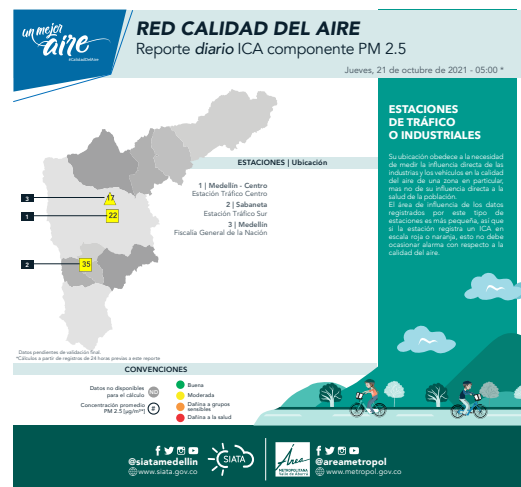 un mejor
aire
#CalidadDelAire
RED CALIDAD DEL AIRE
Reporte diario ICA componente PM 2.5
Jueves, 21 de octubre de 2021 - 05:00 *
ESTACIONES
DE TRÁFICO
O INDUSTRIALES
Su ubicación obedece a la necesidad
de medir la influencia directa de las
industrias y los vehículos en la calidad
del aire de una zona en particular,
mas no de su influencia directa a la
salud de la población.
El área de influencia de los datos
registrados por este tipo de
estaciones es más pequeña, así que
si la estación registra un ICA en
escala roja o naranja, esto no debe
ocasionar alarma con respecto a la
calidad del aire.
ESTACIONES | Ubicación
1 | Medellín - Centro
Estación Tráfico Centro
2 | Sabaneta
Estación Tráfico Sur
3 | Medellín
Fiscalía General de la Nación
3
17
1
22
2
35
Datos pendientes de validación final.
*Cálculos a partir de registros de 24 horas previas a este reporte
CONVENCIONES
Datos no disponibles
para el cálculo
Concentración promedio
PM 2.5 [µg/m³]
#
Buena
Moderada
Dañina a grupos
sensibles
Dañina a la salud
@siatamedellin
www.siata.gov.co
SIATA
Área
METROPOLITANA
Valle de Aburrá
@areametropol
www.metropol.gov.co